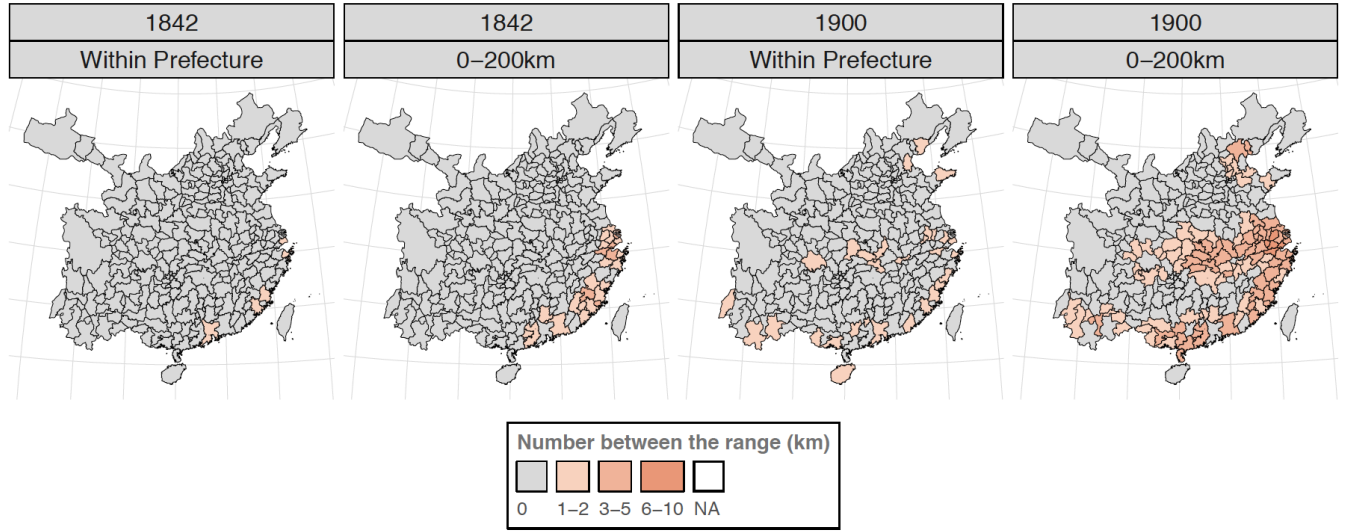 1842
Within Prefecture
1842
0–200km
1900
Within Prefecture
1900
0–200km
Number between the range (km)
0
1–2
3–5
6–10
NA